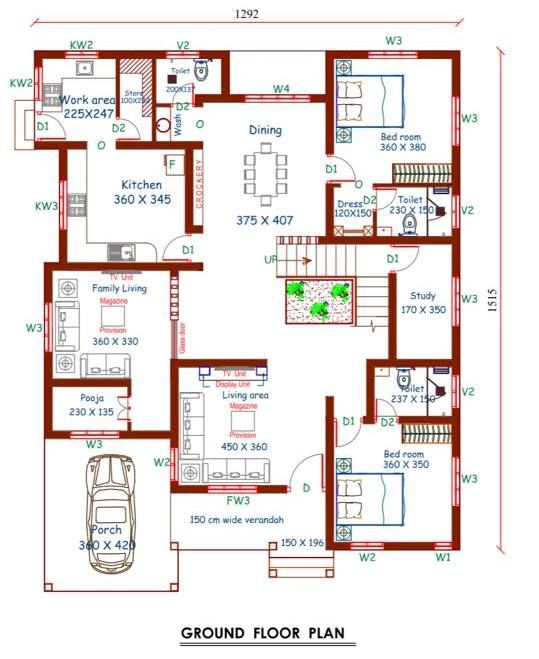 1292
KW2
V2
W3
KW2
Toilet
200X137
W4
Work area
225X247
Store
100X202
D2
Wash
O
D1
D2
O
Dining
Bed room
360 X 380
W3
D1
O
F
Kitchen
360 X 345
CROCKERY
KW3
375 X 407
Dress
120X150
D2
Toilet
230 X 150
V2
D1
UP
D1
TV Unit
Family Living
Magazine
Provision
360 X 330
W3
Glass door
Study
170 X 350
W3
1515
TV Unit
Display Unit
Living area
Magazine
Provision
450 X 360
Pooja
230 X 135
Toilet
237 X 150
V2
D1
D2
W3
W2
D
Bed room
360 X 350
W3
FW3
Porch
360 X 420
150 cm wide verandah
150 X 196
W2
W1
GROUND FLOOR PLAN